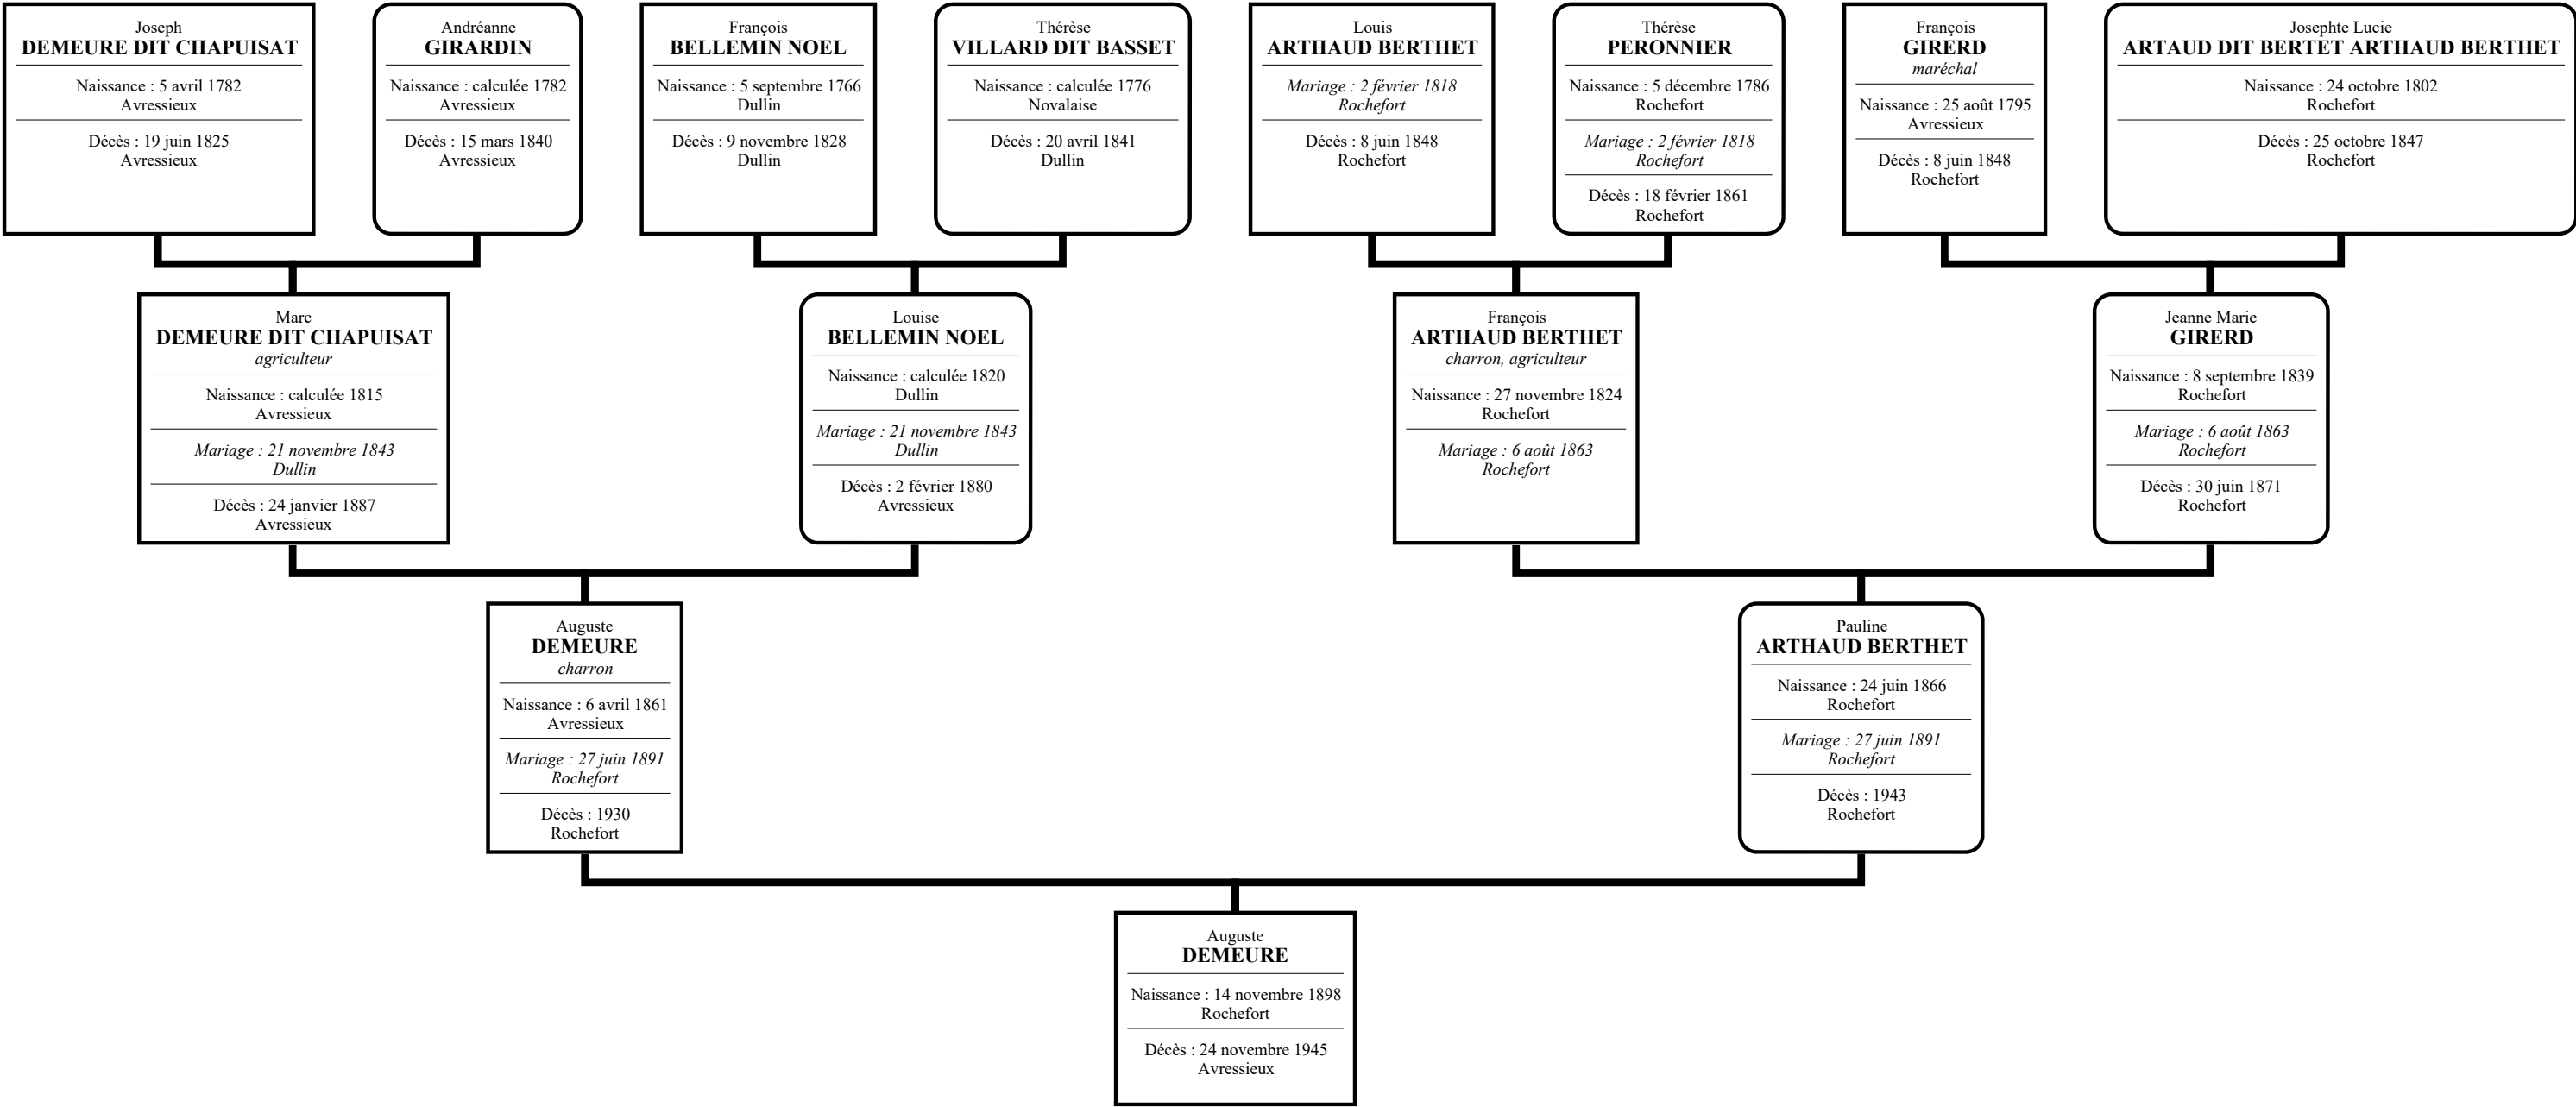 Joseph
DEMEURE DIT CHAPUISAT
Naissance : 5 avril 1782
Avressieux
Décès : 19 juin 1825
Avressieux
Andréanne
GIRARDIN
Naissance : calculée 1782
Avressieux
Décès : 15 mars 1840
Avressieux
François
BELLEMIN NOEL
Naissance : 5 septembre 1766
Dullin
Décès : 9 novembre 1828
Dullin
Thérèse
VILLARD DIT BASSET
Naissance : calculée 1776
Novalaise
Décès : 20 avril 1841
Dullin
Louis
ARTHAUD BERTHET
Mariage : 2 février 1818
Rochefort
Décès : 8 juin 1848
Rochefort
Thérèse
PERONNIER
Naissance : 5 décembre 1786
Rochefort
Mariage : 2 février 1818
Rochefort
Décès : 18 février 1861
Rochefort
François
GIRERD
maréchal
Naissance : 25 août 1795
Avressieux
Décès : 8 juin 1848
Rochefort
Josephte Lucie
ARTAUD DIT BERTET ARTHAUD BERTHET
Naissance : 24 octobre 1802
Rochefort
Décès : 25 octobre 1847
Rochefort
Marc
DEMEURE DIT CHAPUISAT
agriculteur
Naissance : calculée 1815
Avressieux
Mariage : 21 novembre 1843
Dullin
Décès : 24 janvier 1887
Avressieux
Louise
BELLEMIN NOEL
Naissance : calculée 1820
Dullin
Mariage : 21 novembre 1843
Dullin
Décès : 2 février 1880
Avressieux
François
ARTHAUD BERTHET
charron, agriculteur
Naissance : 27 novembre 1824
Rochefort
Mariage : 6 août 1863
Rochefort
Jeanne Marie
GIRERD
Naissance : 8 septembre 1839
Rochefort
Mariage : 6 août 1863
Rochefort
Décès : 30 juin 1871
Rochefort
Auguste
DEMEURE
charron
Naissance : 6 avril 1861
Avressieux
Mariage : 27 juin 1891
Rochefort
Décès : 1930
Rochefort
Pauline
ARTHAUD BERTHET
Naissance : 24 juin 1866
Rochefort
Mariage : 27 juin 1891
Rochefort
Décès : 1943
Rochefort
Auguste
DEMEURE
Naissance : 14 novembre 1898
Rochefort
Décès : 24 novembre 1945
Avressieux